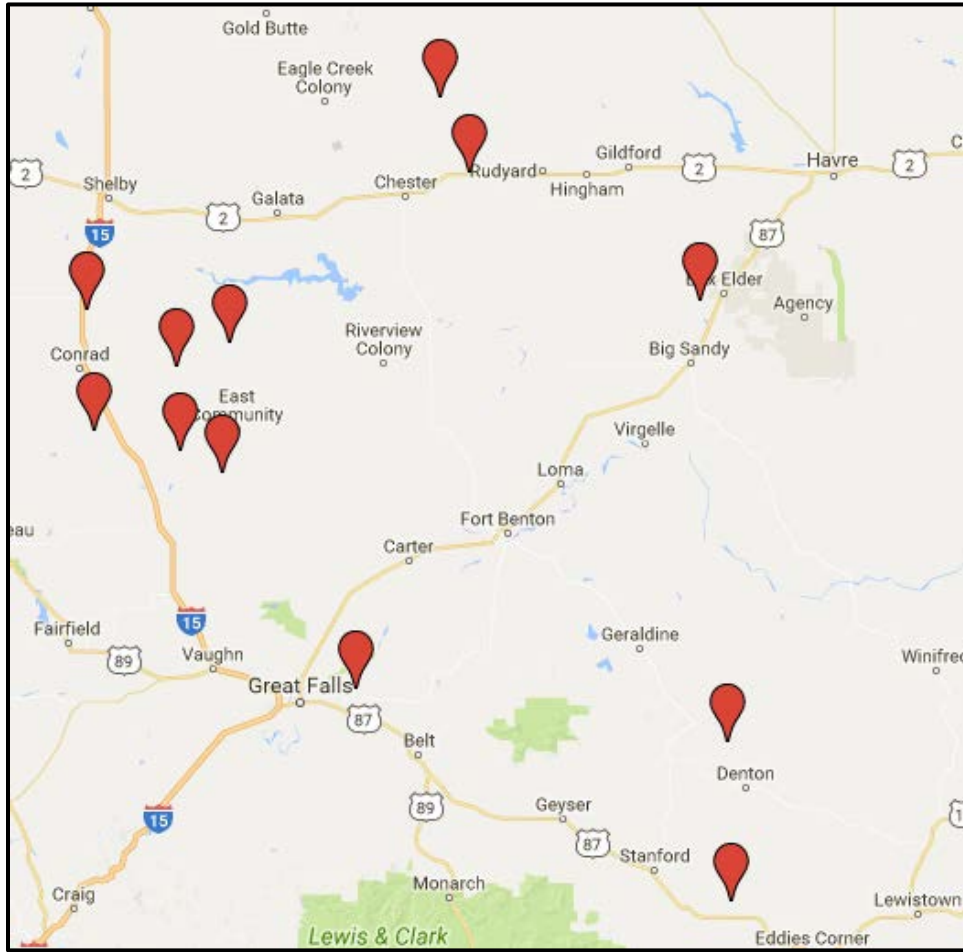 Gold Butte
Eagle Creek
Colony
Rudyard
Gildford
2
Havre
2
C
2
Shelby
Chester
Hingham
Galata
2
15
87
Elder
Agency
Riverview
Colony
Conrad
Big Sandy
East
Community
Virgelle
Loma
Fort Benton
eau
Carter
15
Fairfield
89
Vaughn
Geraldine
Winifred
Great Falls
87
Belt
Denton
89
Geyser
15
87
1
Stanford
Monarch
Craig
Lewistown
Eddies Corner
Lewis & Clark